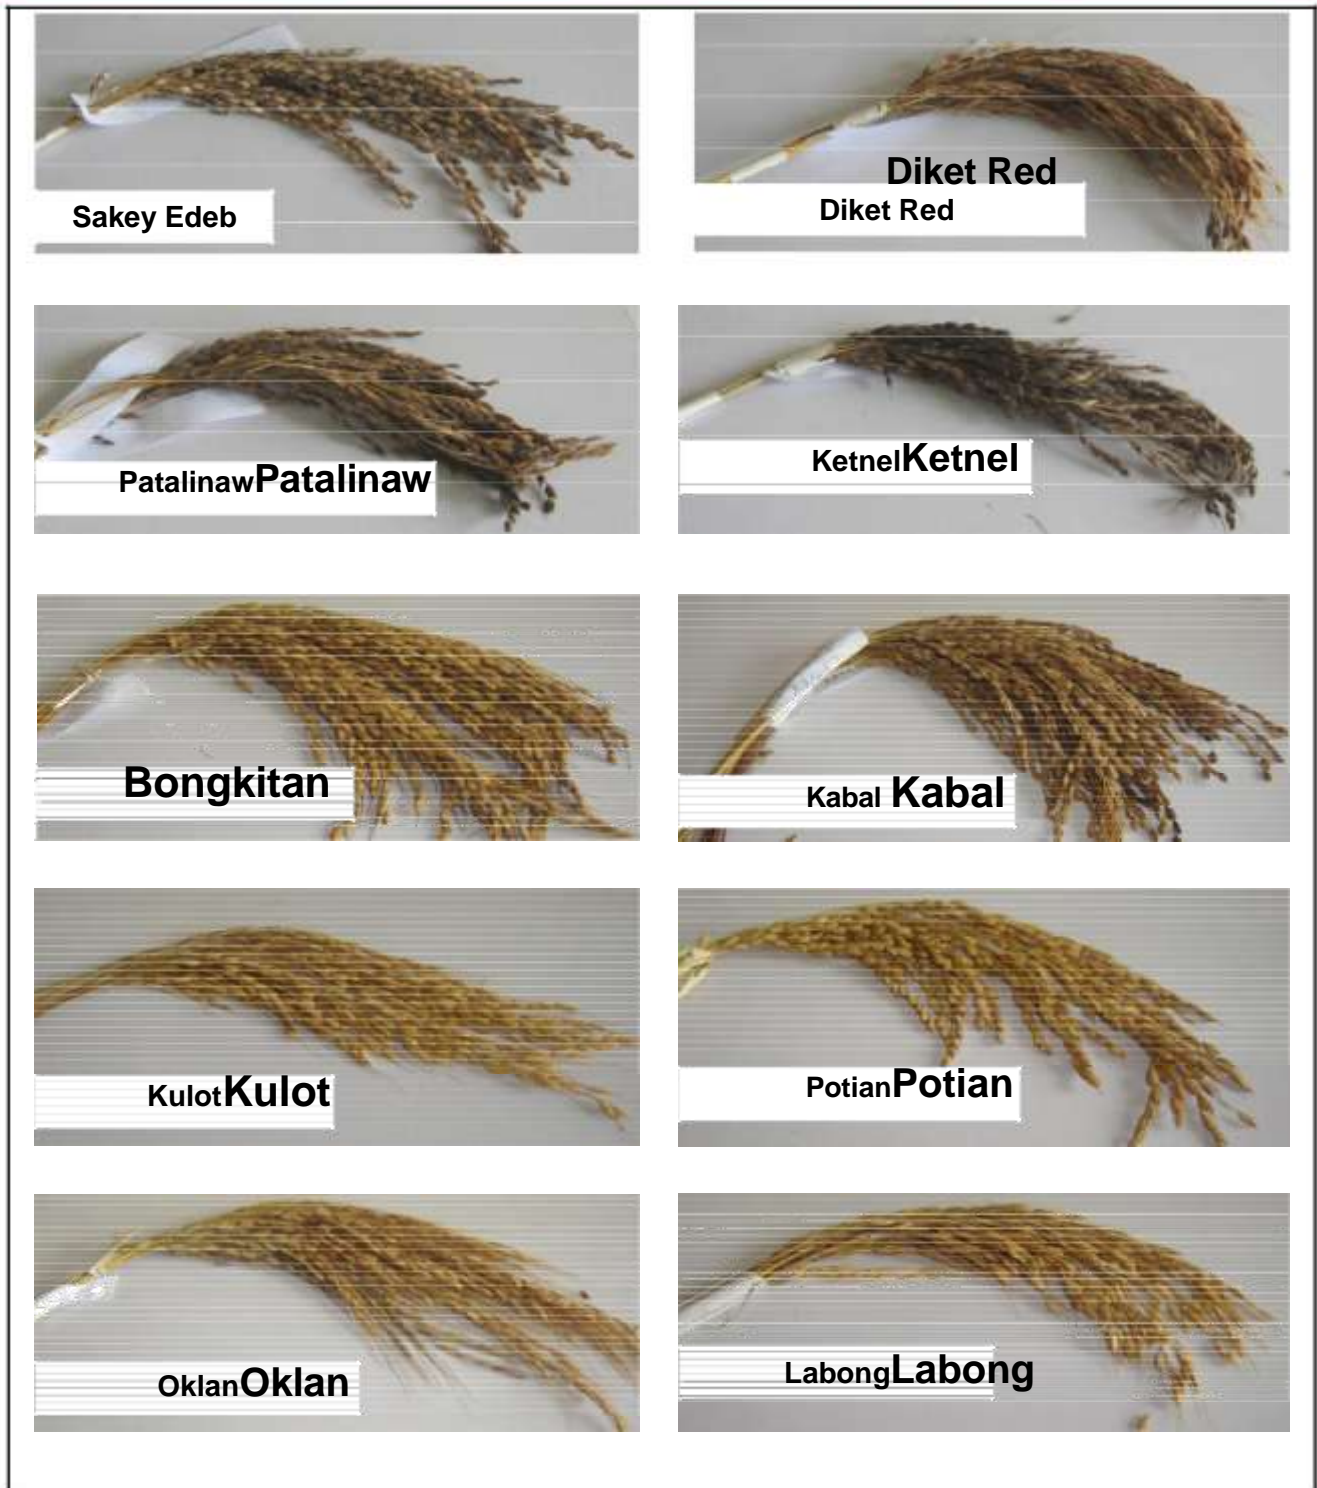 Sakey Edeb
Diket Red
Diket Red
PatalinawPatalinaw
KetnelKetnel
Bongkitan
Kabal Kabal
KulotKulot
PotianPotian
OklanOklan
LabongLabong